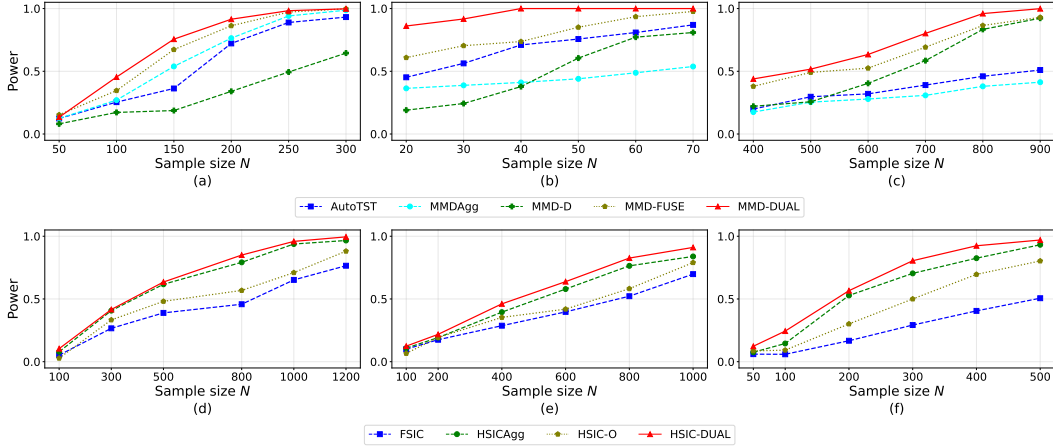 1.0 1.0 1.0
Power 0.5 0.5 0.5
0.0 0.0 0.0
50 100 150 200 250 300 20 30 40 50 60 70 400 500 600 700 800 900
Sample size N Sample size N Sample size N
(a) (b) (c)
AutoTST MMDAgg MMD-D MMD-FUSE MMD-DUAL
1.0 1.0 1.0
Power 0.5 0.5 0.5
0.0 0.0 0.0
100 300 500 800 1000 1200 100 200 400 600 800 1000 50 100 200 300 400 500
Sample size N Sample size N Sample size N
(d) (e) (f)
FSIC HSICAgg HSIC-O HSIC-DUAL